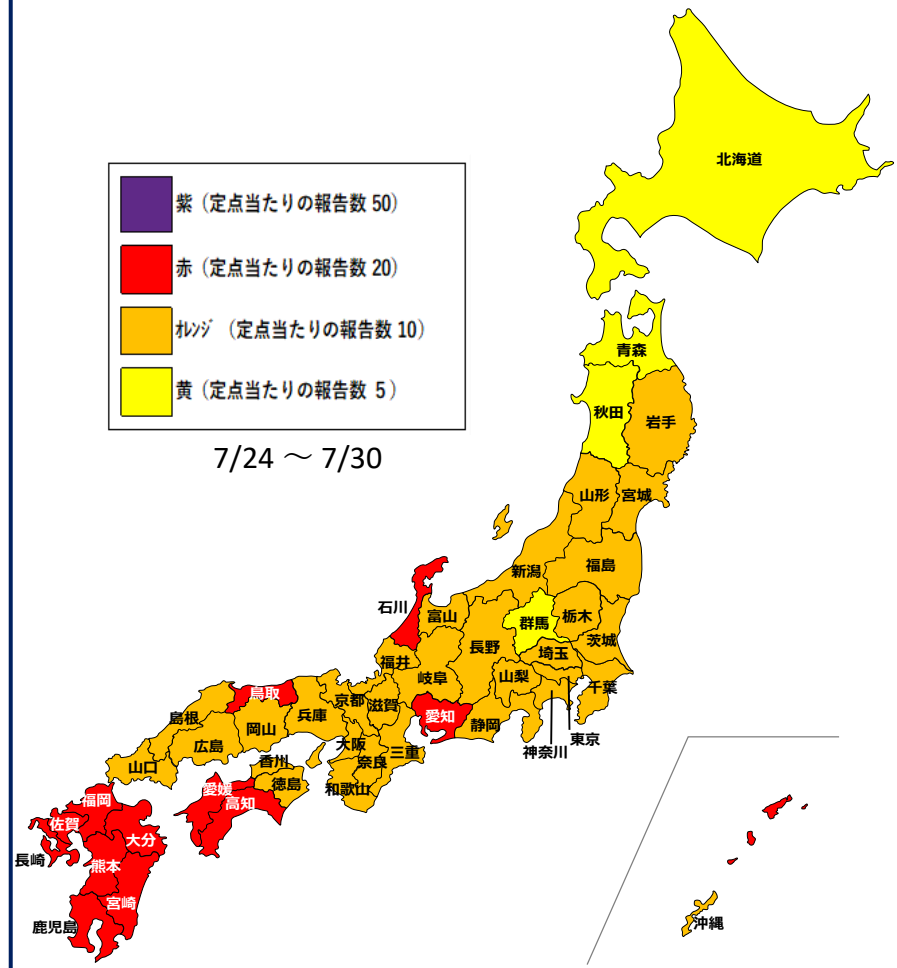 北海道
紫（定点当たりの報告数 50）
赤（定点当たりの報告数 20）
ｵﾚﾝｼﾞ（定点当たりの報告数 10）
黄（定点当たりの報告数 5）
7/24 ～ 7/30
青森
秋田
岩手
山形
宮城
新潟
福島
石川
富山
群馬
栃木
茨城
長野
埼玉
福井
岐阜
山梨
千葉
鳥取
京都
滋賀
愛知
静岡
神奈川
東京
島根
岡山
兵庫
広島
大阪
奈良
三重
山口
香川
徳島
和歌山
愛媛
高知
福岡
佐賀
大分
長崎
熊本
宮崎
鹿児島
沖縄